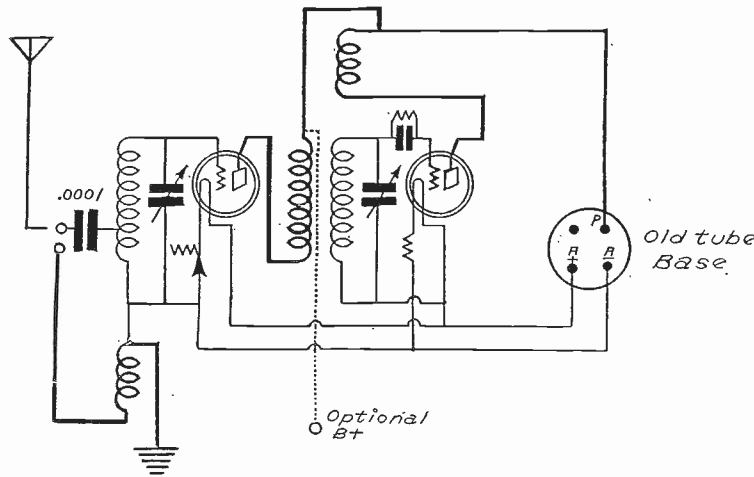 .0001
P
A
+
A
-
Old tube
Base.
Optional
B+